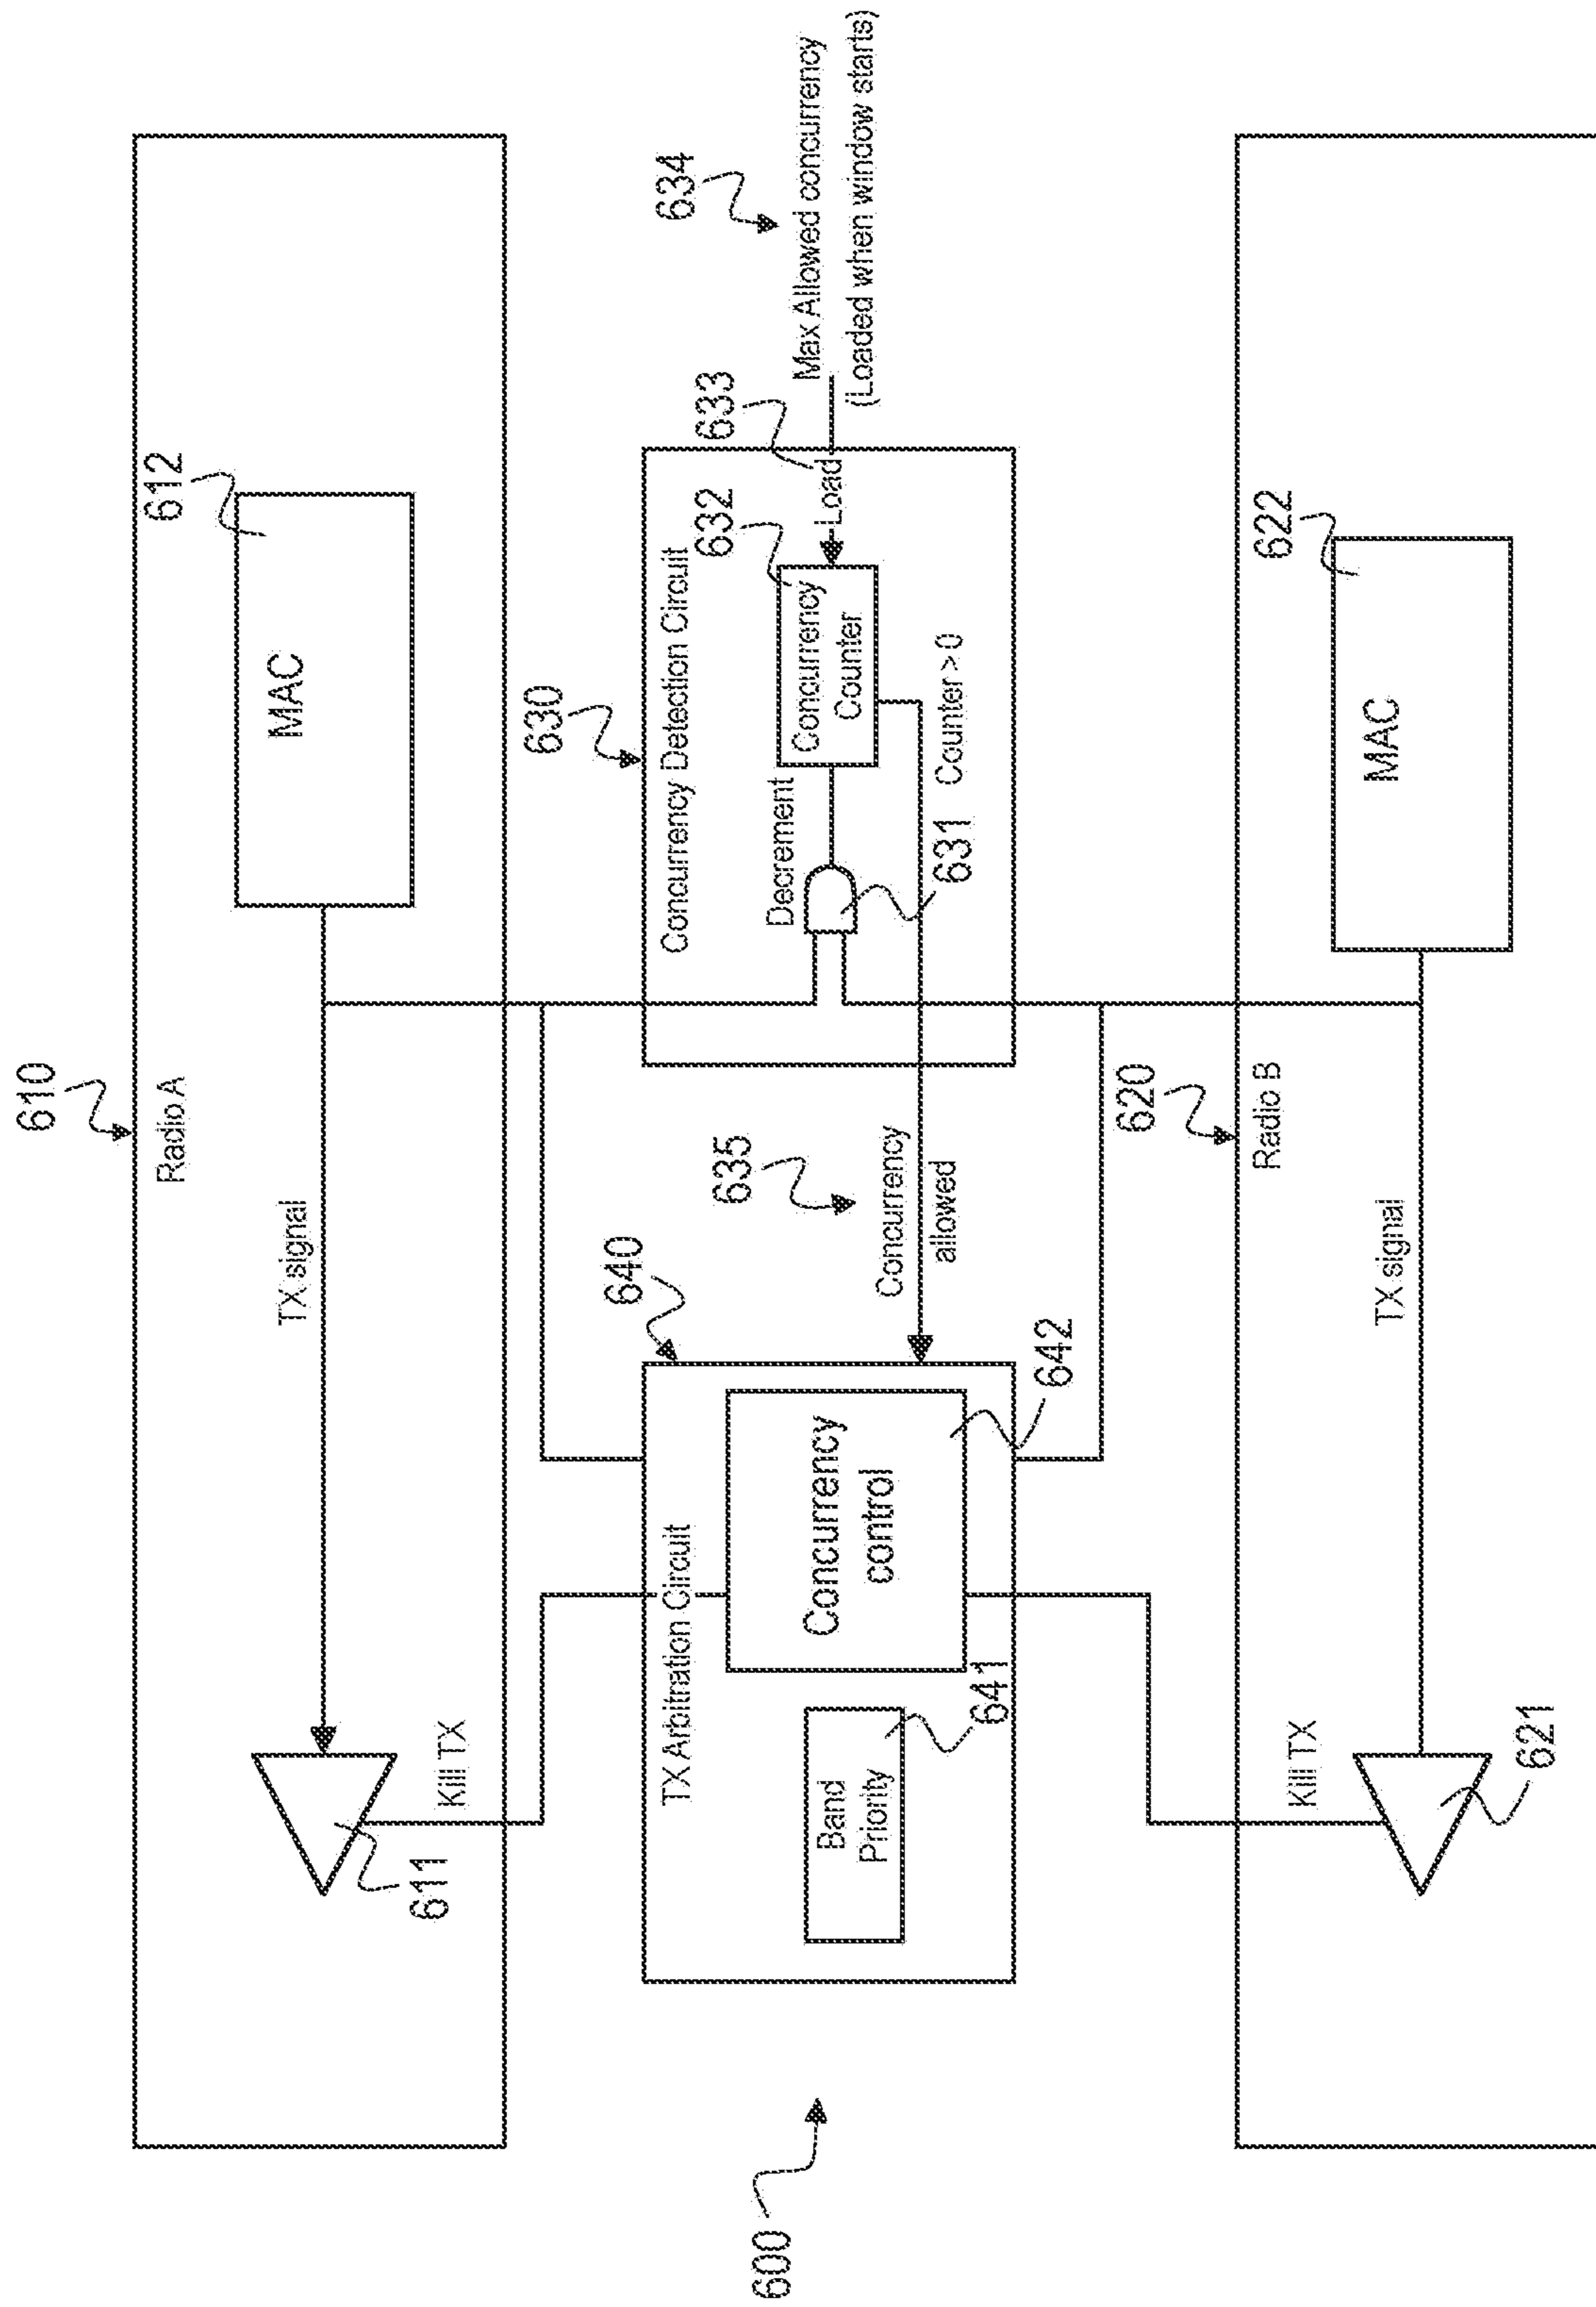 610
Radio A
TX signal
MAC
612
611
Kill TX
630
Concurrency Detection Circuit
Decrement
631
Concurrency
Counter
632
Load
633
634
Max Allowed concurrency
(Loaded when window starts)
Counter > 0
635
Concurrency
allowed
640
TX Arbitration Circuit
Concurrency
control
642
Band
Priority
641
600
620
Radio B
TX signal
MAC
622
Kill TX
621